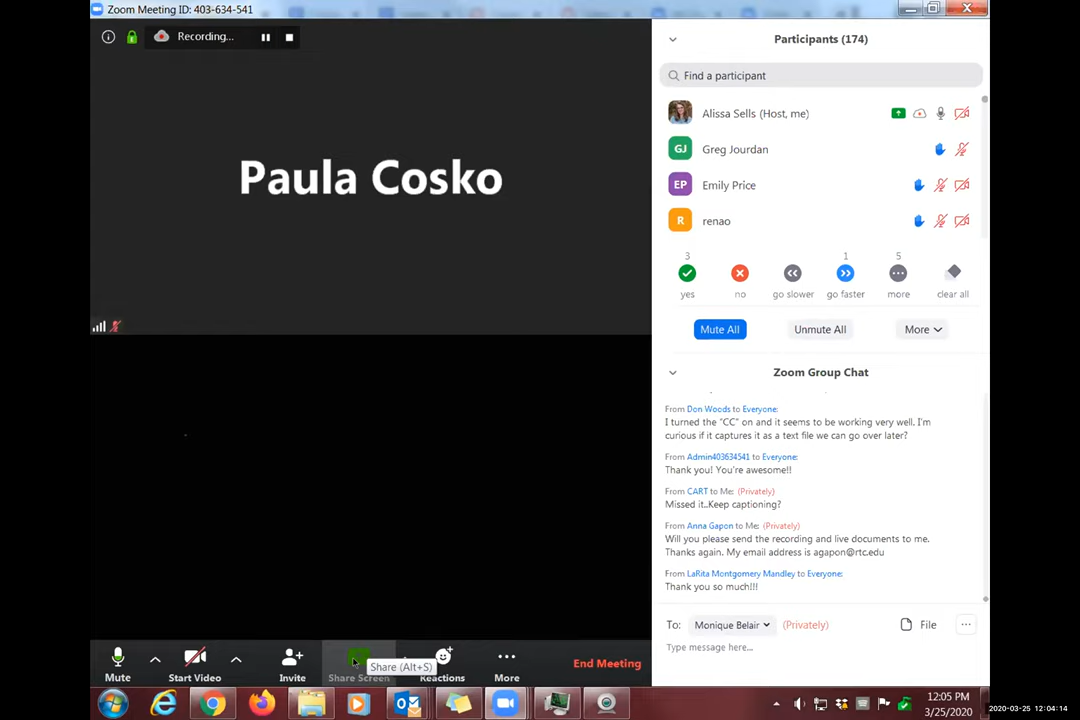 Zoom Meeting ID: 403-634-541
Recording...
Paula Cosko
Participants (174)
Find a participant
Alissa Sells (Host, me)
GJ Greg Jourdan
EP Emily Price
R renao
3 1 5
yes no go slower go faster more clear all
Mute All Unmute All More
Zoom Group Chat
From Don Woods to Everyone:
I turned the "CC" on and it seems to be working very well. I'm
curious if it captures it as a text file we can go over later?
From Admin403634541 to Everyone:
Thank you! You're awesome!!
From CART to Me: (Privately)
Missed it..Keep captioning?
From Anna Gapon to Me: (Privately)
Will you please send the recording and live documents to me.
Thanks again. My email address is agapon@rtc.edu
From LaRita Montgomery Mandley to Everyone:
Thank you so much!!!
To: Monique Belair (Privately) File
Type message here...
Mute Start Video Invite Share Screen Reactions More
Share (Alt+S)
End Meeting
12:05 PM
3/25/2020
2020-03-25 12:04:14